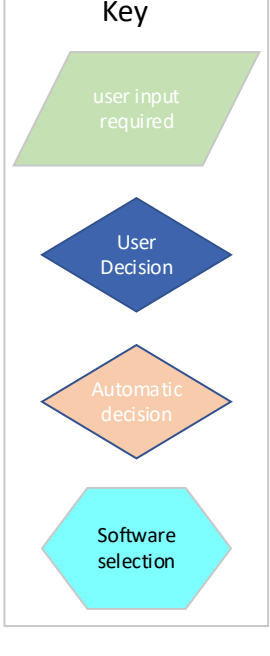 Key
user input
required
User
Decision
Automatic
decision
Software
selection